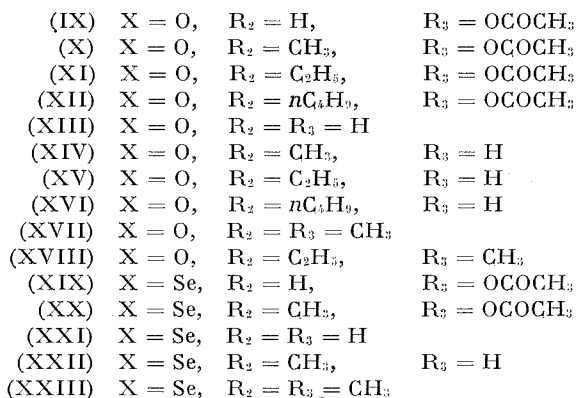 (IX) X = O, R₂ = H, R₃ = OCOCH₃
(X) X = O, R₂ = CH₃, R₃ = OCOCH₃
(XI) X = O, R₂ = C₂H₅, R₃ = OCOCH₃
(XII) X = O, R₂ = nC₄H₉, R₃ = OCOCH₃
(XIII) X = O, R₂ = R₃ = H
(XIV) X = O, R₂ = CH₃, R₃ = H
(XV) X = O, R₂ = C₂H₅, R₃ = H
(XVI) X = O, R₂ = nC₄H₉, R₃ = H
(XVII) X = O, R₂ = R₃ = CH₃
(XVIII) X = O, R₂ = C₂H₅, R₃ = CH₃
(XIX) X = Se, R₂ = H, R₃ = OCOCH₃
(XX) X = Se, R₂ = CH₃, R₃ = OCOCH₃
(XXI) X = Se, R₂ = R₃ = H
(XXII) X = Se, R₂ = CH₃, R₃ = H
(XXIII) X = Se, R₂ = R₃ = CH₃